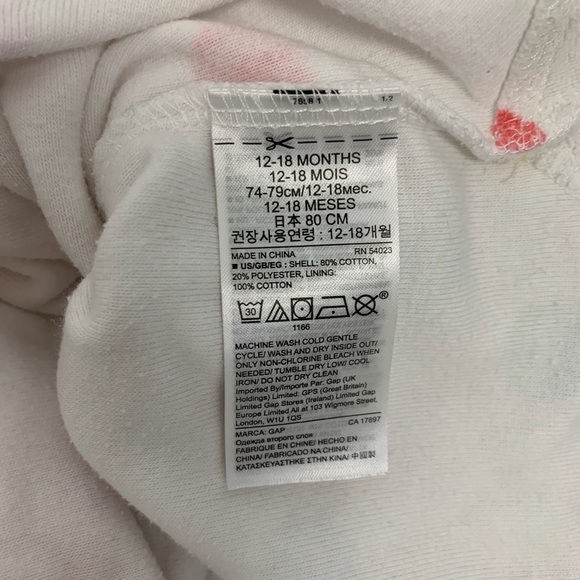 7898 1 1.2
12-18 MONTHS
12-18 MOIS
74-79см/12-18мес.
12-18 MESES
日本 80 CM
권장사용연령 : 12-18개월
MADE IN CHINA RN 54023
■ US/GB/EG : SHELL: 80% COTTON,
20% POLYESTER, LINING:
100% COTTON
30
1166
MACHINE WASH COLD GENTLE
CYCLE/ WASH AND DRY INSIDE OUT/
ONLY NON-CHLORINE BLEACH WHEN
NEEDED/ TUMBLE DRY LOW/ COOL
IRON/ DO NOT DRY CLEAN
Imported By/Importe Par: Gap (UK
Holdings) Limited: GPS (Great Britain)
Limited Gap Stores (Ireland) Limited Gap
Europe Limited All at 103 Wigmore Street,
London, W1U 1QS
MARCA: GAP CA 17897
Одежда второго слоя
FABRIQUE EN CHINE/ HECHO EN
CHINA/ FABRICADO NA CHINA/
ΚΑΤΑΣΚΕΥΑΣΤΗΚΕ ΣΤΗΝ ΚΙΝΑ/ 中國製